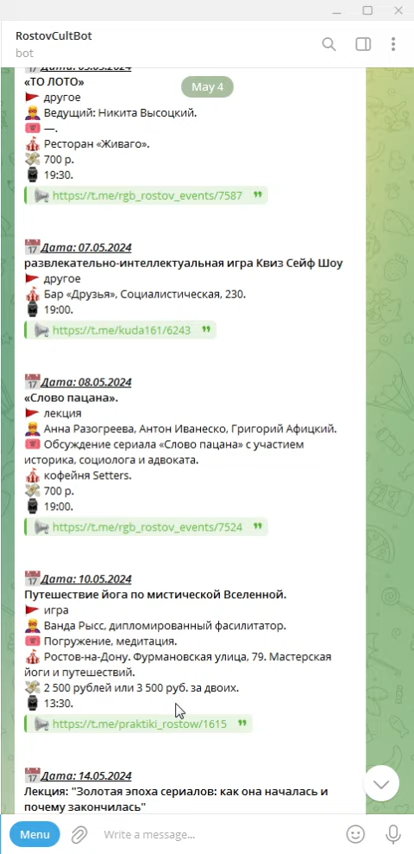 RostovCultBot
bot
May 4
«ТО ЛОТО»
другое
Ведущий: Никита Высоцкий.
—.
Ресторан «Живаго».
700 р.
19:30.
https://t.me/rgb_rostov_events/7587
17 Дата: 07.05.2024
развлекательно-интеллектуальная игра Квиз Сейф Шоу
другое
Бар «Друзья», Социалистическая, 230.
19:00.
https://t.me/kuda161/6243
17 Дата: 08.05.2024
«Слово пацана».
лекция
Анна Разогреева, Антон Иванеско, Григорий Афицкий.
Обсуждение сериала «Слово пацана» с участием
историка, социолога и адвоката.
кофейня Setters.
700 р.
19:00.
https://t.me/rgb_rostov_events/7524
17 Дата: 10.05.2024
Путешествие йога по мистической Вселенной.
игра
Ванда Рысс, дипломированный фасилитатор.
Погружение, медитация.
Ростов-на-Дону. Фурмановская улица, 79. Мастерская
йоги и путешествий.
2 500 рублей или 3 500 руб. за двоих.
13:30.
https://t.me/praktiki_rostow/1615
17 Дата: 14.05.2024
Лекция: "Золотая эпоха сериалов: как она началась и
почему закончилась"
Menu
Write a message...